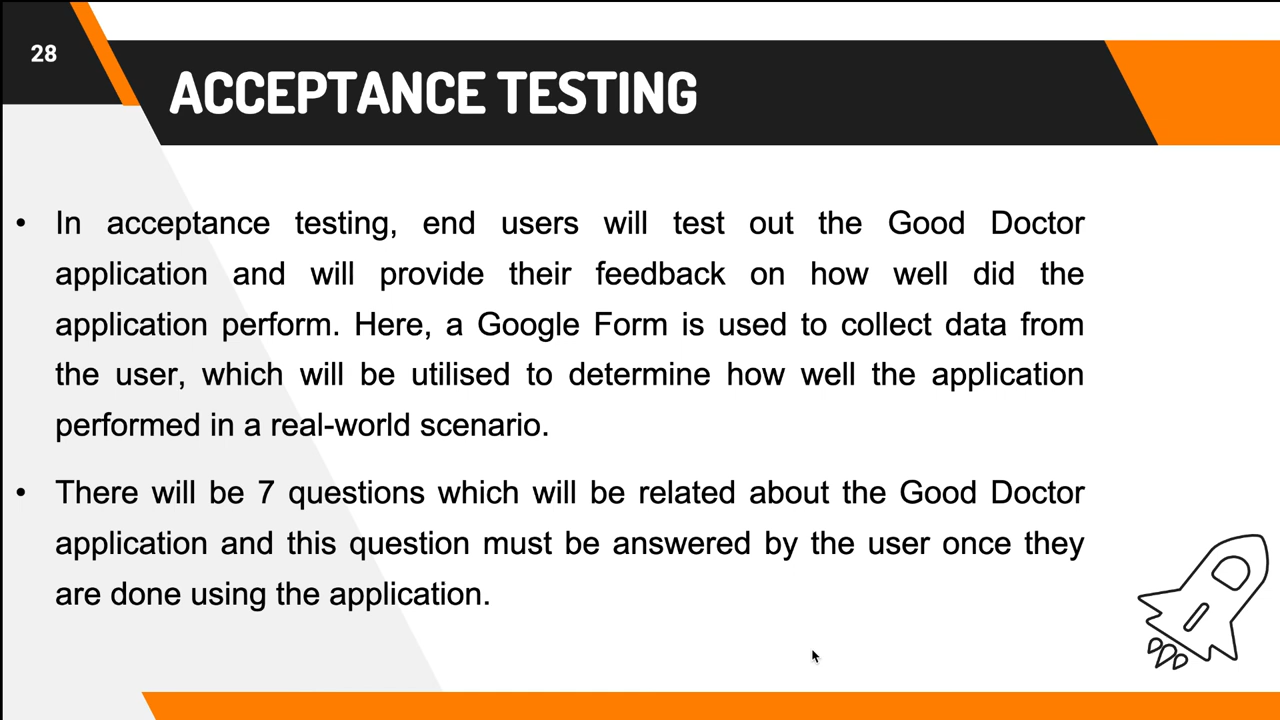 28
ACCEPTANCE TESTING
• In acceptance testing, end users will test out the Good Doctor
application and will provide their feedback on how well did the
application perform. Here, a Google Form is used to collect data from
the user, which will be utilised to determine how well the application
performed in a real-world scenario.
• There will be 7 questions which will be related about the Good Doctor
application and this question must be answered by the user once they
are done using the application.